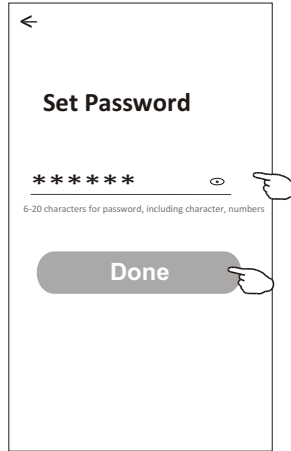 Set Password
******
6-20 characters for password, including character, numbers
Done